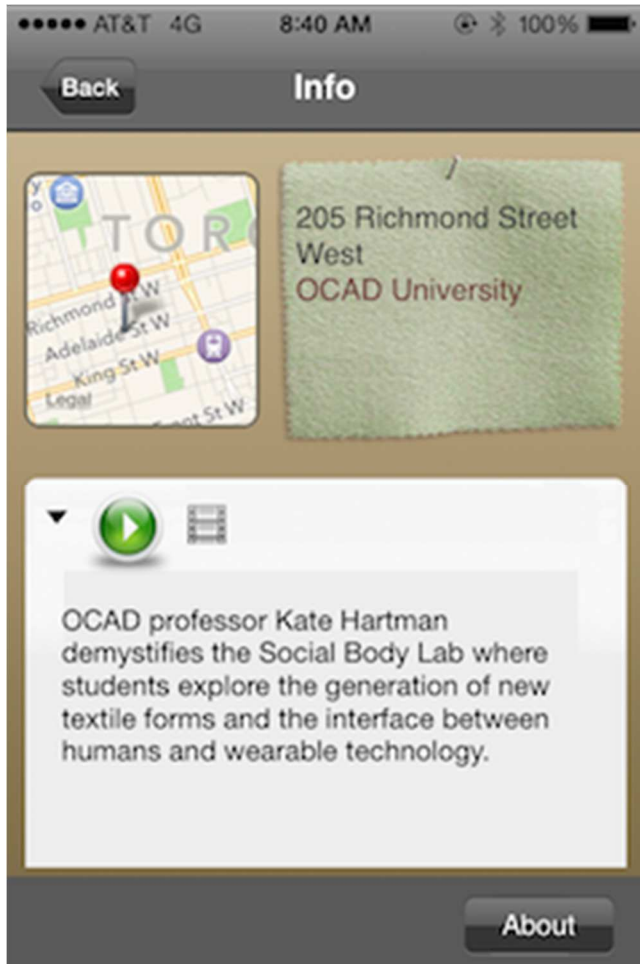 AT&T 4G 8:40 AM 100%
Back Info
TORO
Richmond St W
Adelaide St W
King St W
Legal
Front St W
205 Richmond Street
West
OCAD University
OCAD professor Kate Hartman
demystifies the Social Body Lab where
students explore the generation of new
textile forms and the interface between
humans and wearable technology.
About